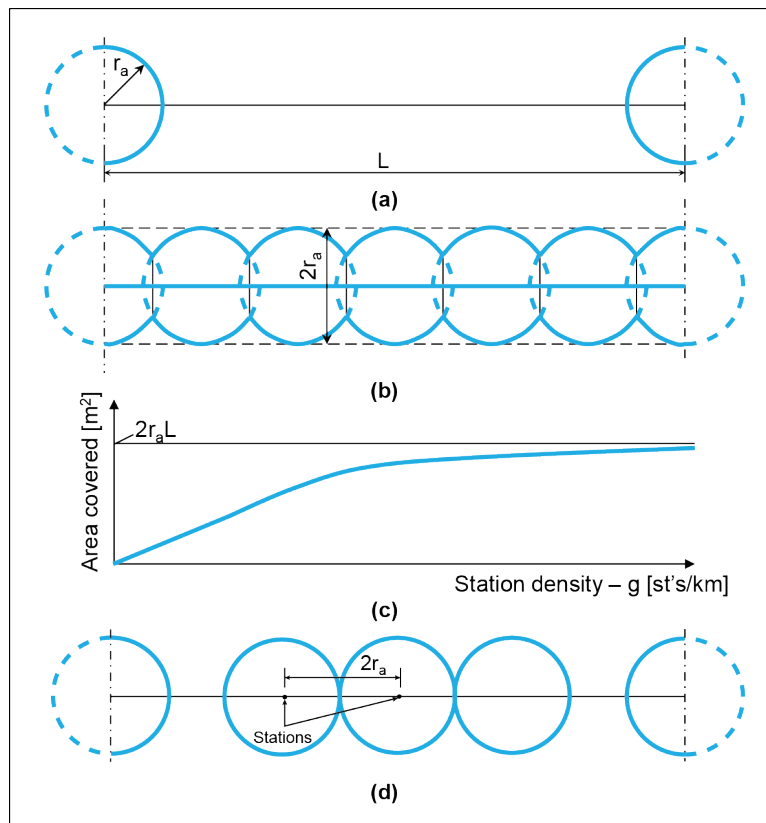 rₐ
L
(a)
2rₐ
(b)
Area covered [m²]
2rₐL
Station density – g [st's/km]
(c)
2rₐ
Stations
(d)